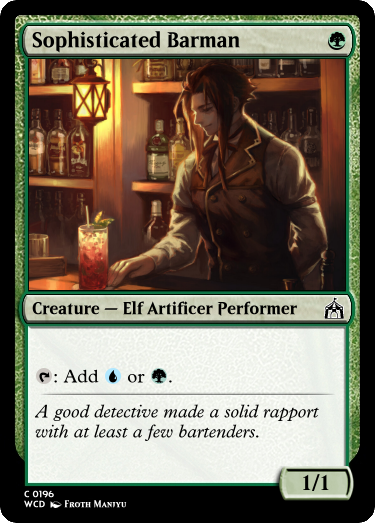 Sophisticated Barman
Creature — Elf Artificer Performer
: Add or .
A good detective made a solid rapport
with at least a few bartenders.
1/1
C 0196
WCD Froth Maniyu